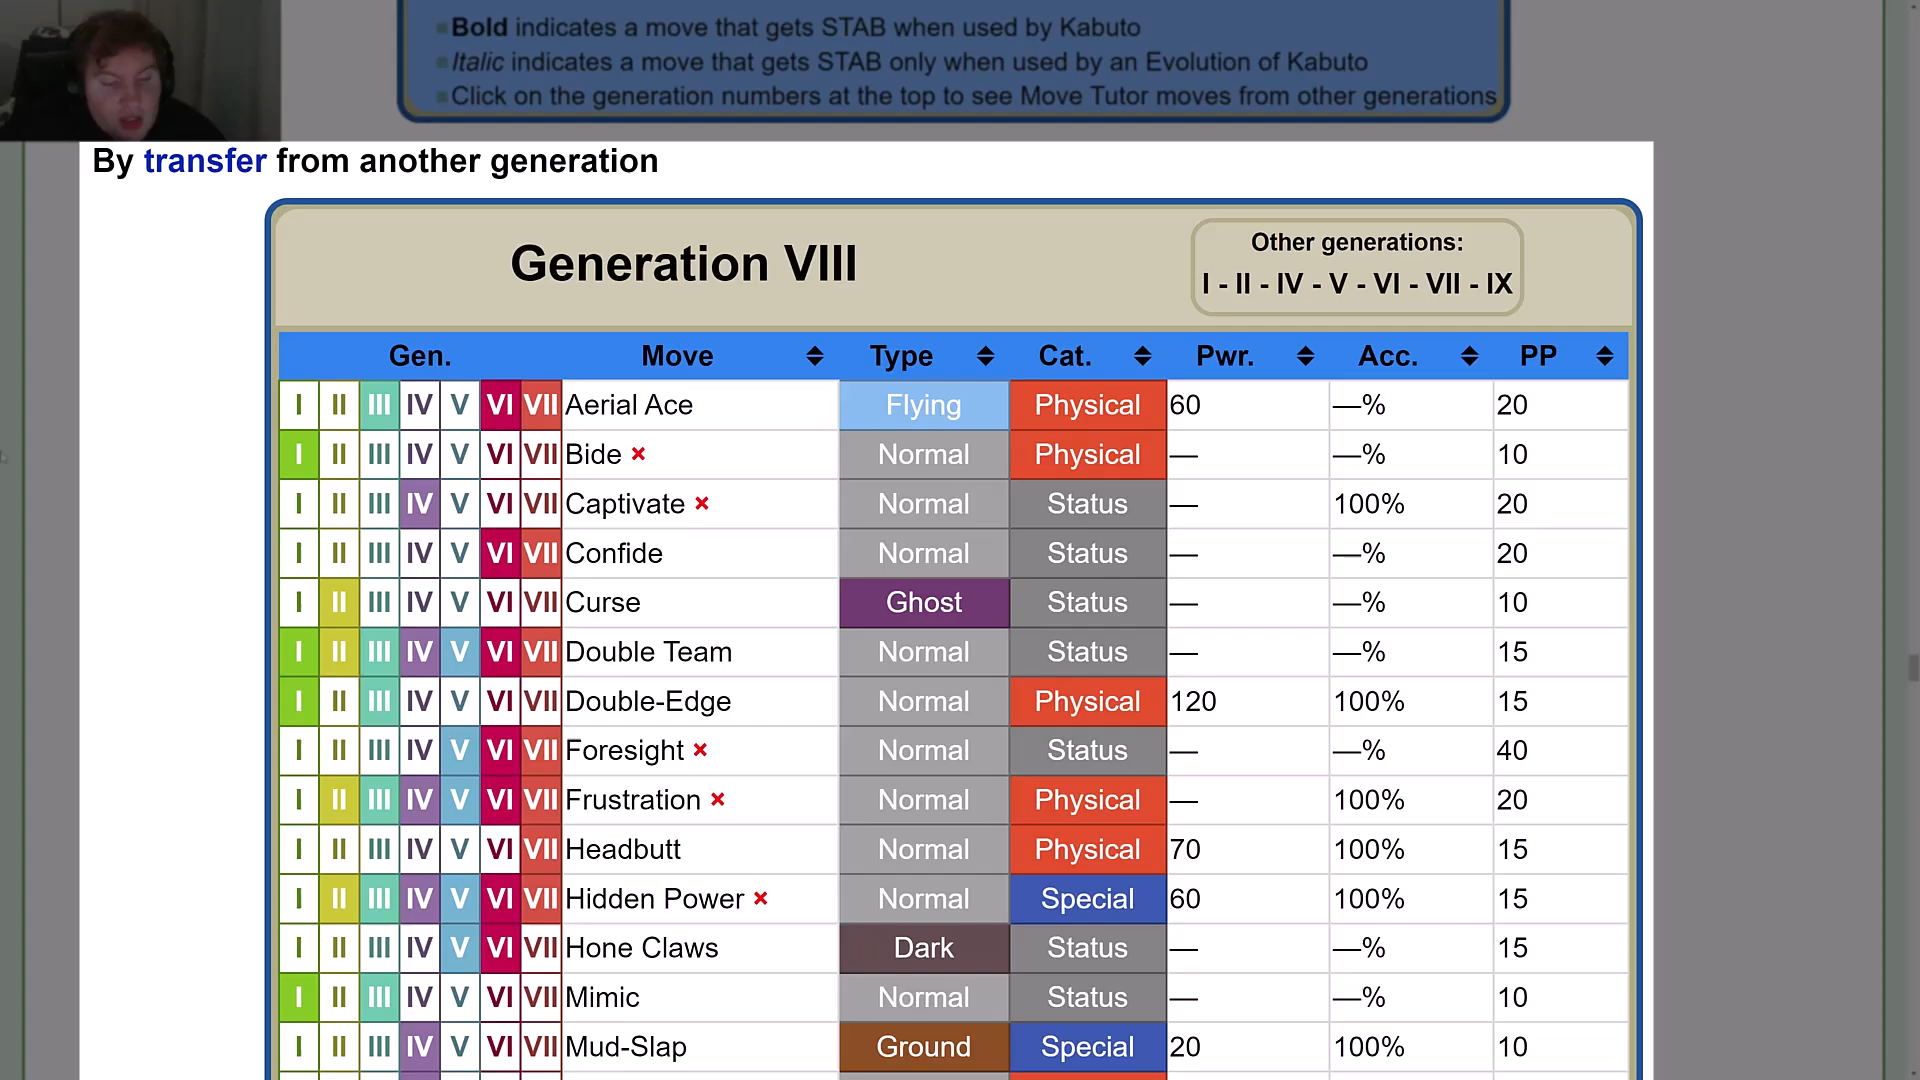 Bold indicates a move that gets STAB when used by Kabuto
Italic indicates a move that gets STAB only when used by an Evolution of Kabuto
Click on the generation numbers at the top to see Move Tutor moves from other generations
By transfer from another generation
Generation VIII
Other generations:
I - II - IV - V - VI - VII - IX
Gen. Move Type Cat. Pwr. Acc. PP
I II III IV V VI VII Aerial Ace Flying Physical 60 —% 20
I II III IV V VI VII Bide × Normal Physical — —% 10
I II III IV V VI VII Captivate × Normal Status — 100% 20
I II III IV V VI VII Confide Normal Status — —% 20
I II III IV V VI VII Curse Ghost Status — —% 10
I II III IV V VI VII Double Team Normal Status — —% 15
I II III IV V VI VII Double-Edge Normal Physical 120 100% 15
I II III IV V VI VII Foresight × Normal Status — —% 40
I II III IV V VI VII Frustration × Normal Physical — 100% 20
I II III IV V VI VII Headbutt Normal Physical 70 100% 15
I II III IV V VI VII Hidden Power × Normal Special 60 100% 15
I II III IV V VI VII Hone Claws Dark Status — —% 15
I II III IV V VI VII Mimic Normal Status — —% 10
I II III IV V VI VII Mud-Slap Ground Special 20 100% 10